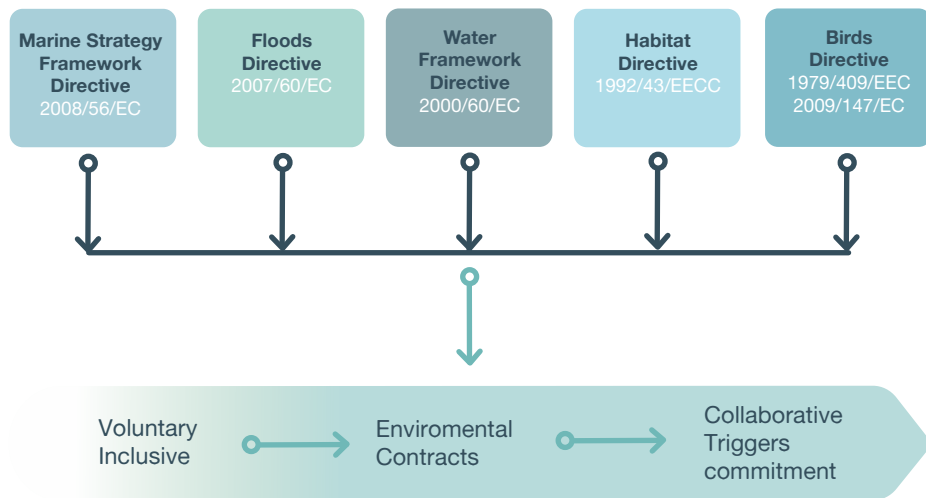 Marine Strategy
Framework
Directive
2008/56/EC
Floods
Directive
2007/60/EC
Water
Framework
Directive
2000/60/EC
Habitat
Directive
1992/43/EECC
Birds
Directive
1979/409/EEC
2009/147/EC
Voluntary
Inclusive
Enviromental
Contracts
Collaborative
Triggers
commitment